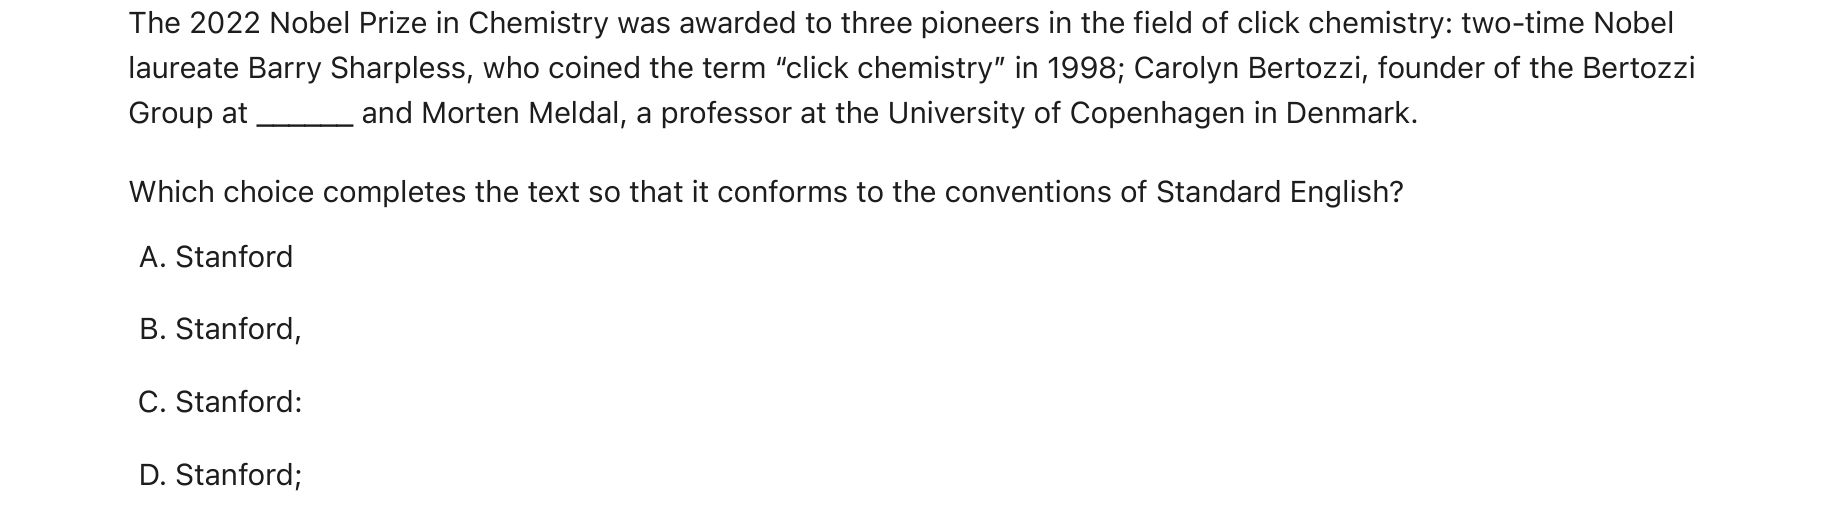 The 2022 Nobel Prize in Chemistry was awarded to three pioneers in the field of click chemistry: two-time Nobel
laureate Barry Sharpless, who coined the term “click chemistry” in 1998; Carolyn Bertozzi, founder of the Bertozzi
Group at ______ and Morten Meldal, a professor at the University of Copenhagen in Denmark.
Which choice completes the text so that it conforms to the conventions of Standard English?
A. Stanford
B. Stanford,
C. Stanford:
D. Stanford;